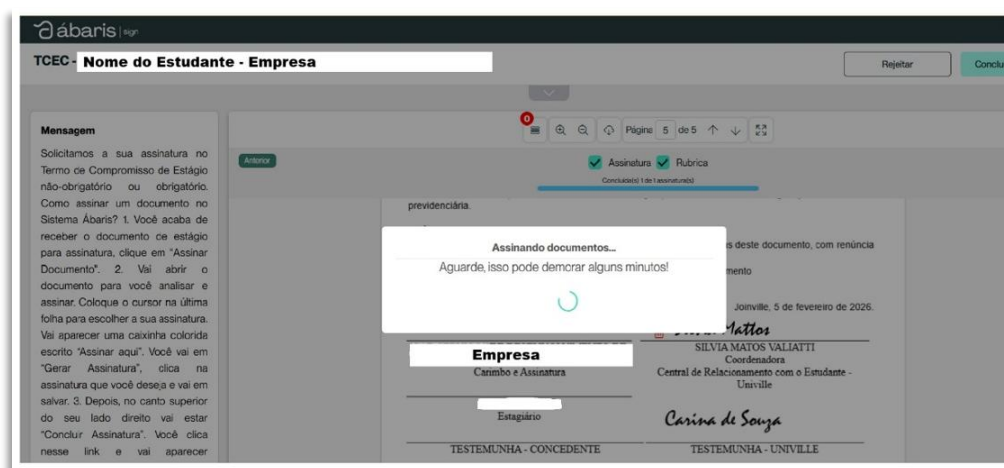 ábaris | sign
TCEC - Nome do Estudante - Empresa
Rejeitar
Conclu
Mensagem
Solicitamos a sua assinatura no
Termo de Compromisso de Estágio
não-obrigatório ou obrigatório.
Como assinar um documento no
Sistema Ábaris? 1. Você acaba de
receber o documento de estágio
para assinatura, clique em "Assinar
Documento". 2. Vai abrir o
documento para você analisar e
assinar. Coloque o cursor na última
folha para escolher a sua assinatura.
Vai aparecer uma caixinha colorida
escrito "Assinar aqui". Você vai em
"Gerar Assinatura", clica na
assinatura que você deseja e vai em
salvar. 3. Depois, no canto superior
do seu lado direito vai estar
"Concluir Assinatura". Você clica
nesse link e vai aparecer
0
Página 5 de 5
Anterior
Assinatura Rubrica
Concluída(s) 1 de 1 assinatura(s)
previdenciária.
s deste documento, com renúncia
mento
Assinando documentos...
Aguarde, isso pode demorar alguns minutos!
Joinville, 5 de fevereiro de 2026.
Mattos
Empresa
Carimbo e Assinatura
SILVIA MATOS VALIATTI
Coordenadora
Central de Relacionamento com o Estudante -
Univille
Estagiário
Carina de Souza
TESTEMUNHA - CONCEDENTE
TESTEMUNHA - UNIVILLE